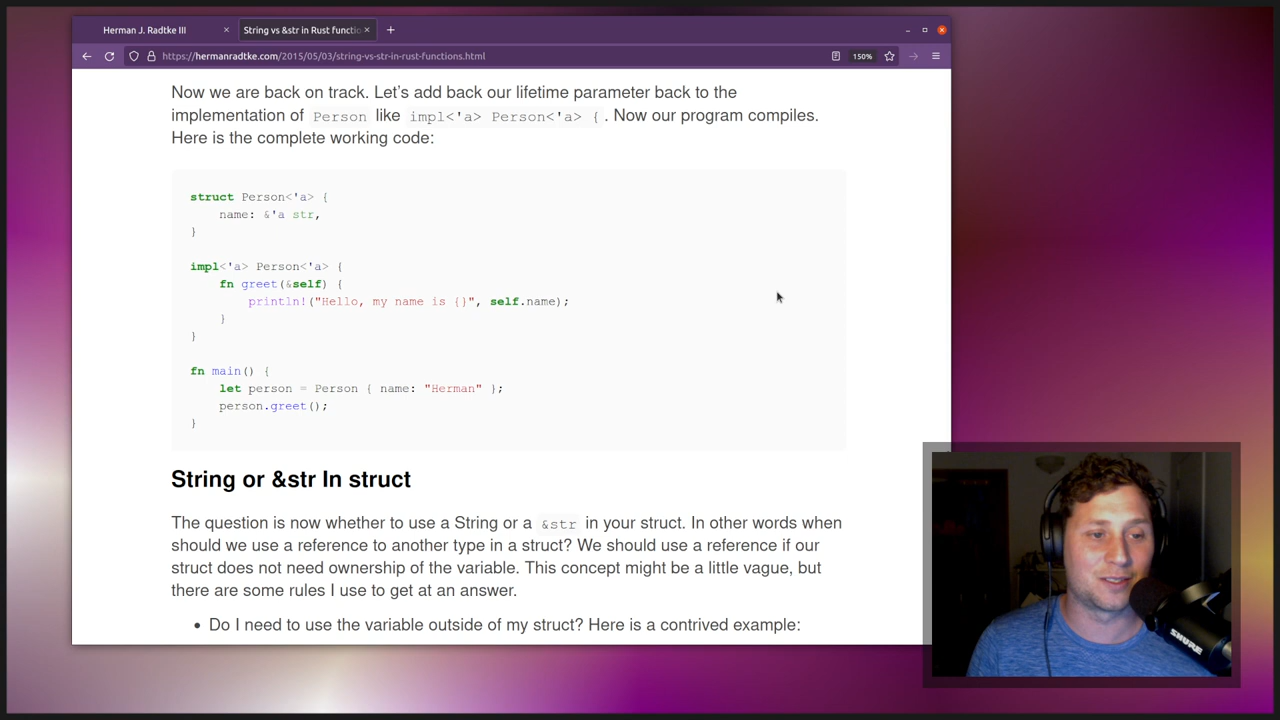 Herman J. Radtke III
String vs &str in Rust functio
https://hermanradtke.com/2015/05/03/string-vs-str-in-rust-functions.html
150%
Now we are back on track. Let's add back our lifetime parameter back to the
implementation of Person like impl<'a> Person<'a> { . Now our program compiles.
Here is the complete working code:
struct Person<'a> {
    name: &'a str,
}
impl<'a> Person<'a> {
    fn greet(&self) {
        println!("Hello, my name is {}", self.name);
    }
}
fn main() {
    let person = Person { name: "Herman" };
    person.greet();
}
String or &str In struct
The question is now whether to use a String or a &str in your struct. In other words when
should we use a reference to another type in a struct? We should use a reference if our
struct does not need ownership of the variable. This concept might be a little vague, but
there are some rules I use to get at an answer.
• Do I need to use the variable outside of my struct? Here is a contrived example:
SHURE